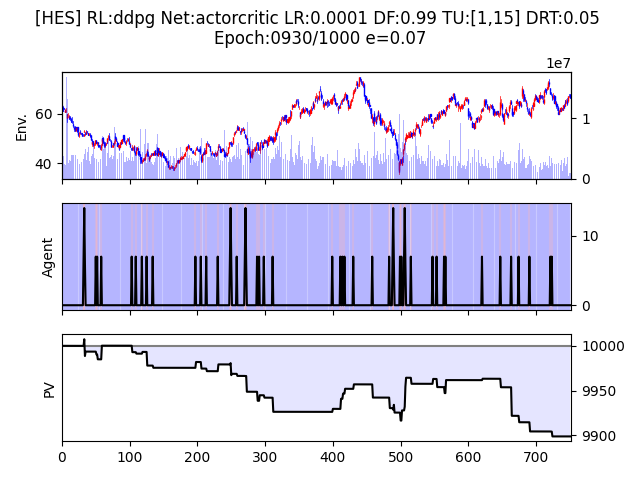 [HES] RL:ddpg Net:actorcritic LR:0.0001 DF:0.99 TU:[1,15] DRT:0.05
Epoch:0930/1000 e=0.07
1e7
Env.
60
40
1
0
Agent
10
0
PV
10000
9950
9900
0 100 200 300 400 500 600 700